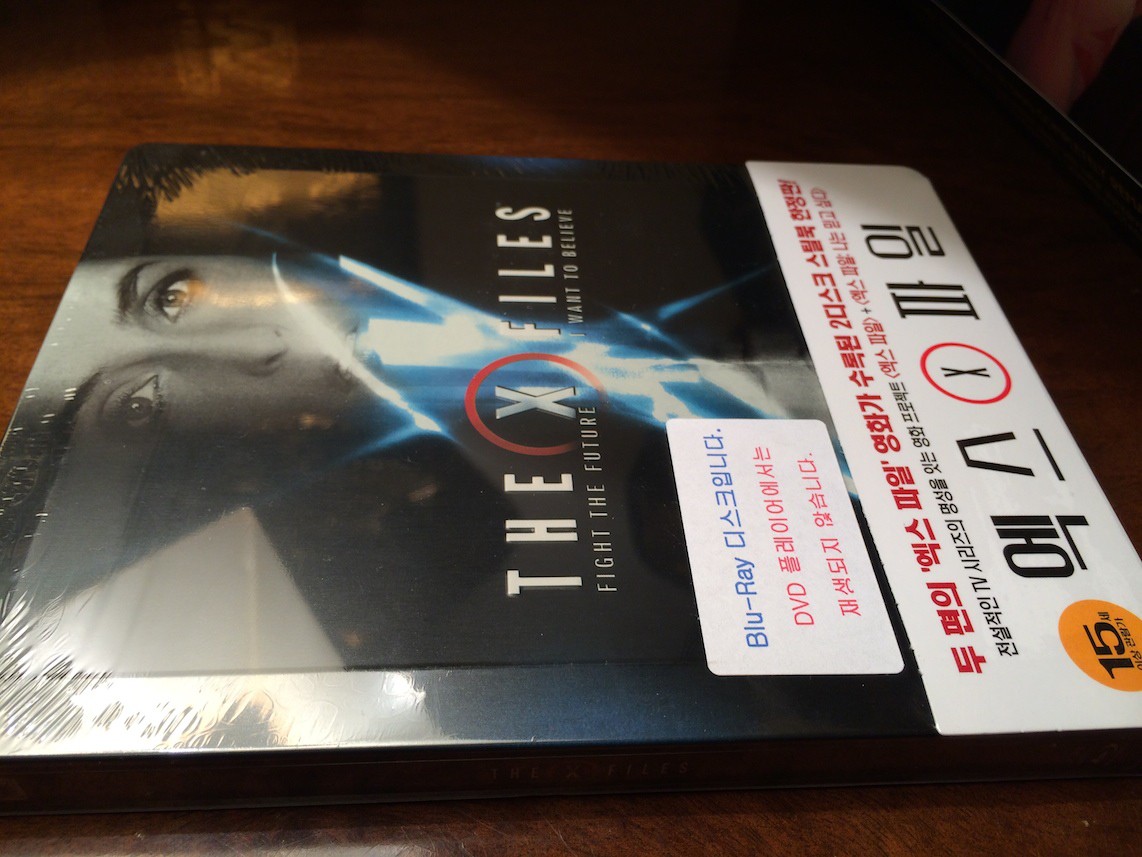 THE X FILES
FIGHT THE FUTURE
I WANT TO BELIEVE
Blu-Ray 디스크입니다.
DVD 플레이어에서는
재생되지 않습니다.
두 편의 '엑스 파일' 영화가 수록된 2디스크 스틸북 한정판!
전설적인 TV 시리즈의 명성을 잇는 영화 프로젝트 <엑스 파일> + <엑스 파일: 나는 믿고 싶다>
엑스 X 파일
15세
이상 관람가
THE X FILES